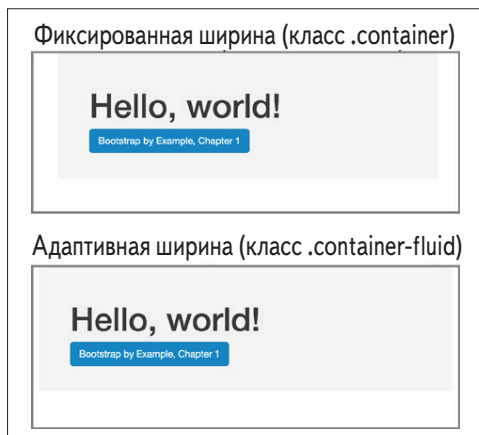 Фиксированная ширина (класс .container)
Hello, world!
Bootstrap by Example, Chapter 1
Адаптивная ширина (класс .container-fluid)
Hello, world!
Bootstrap by Example, Chapter 1